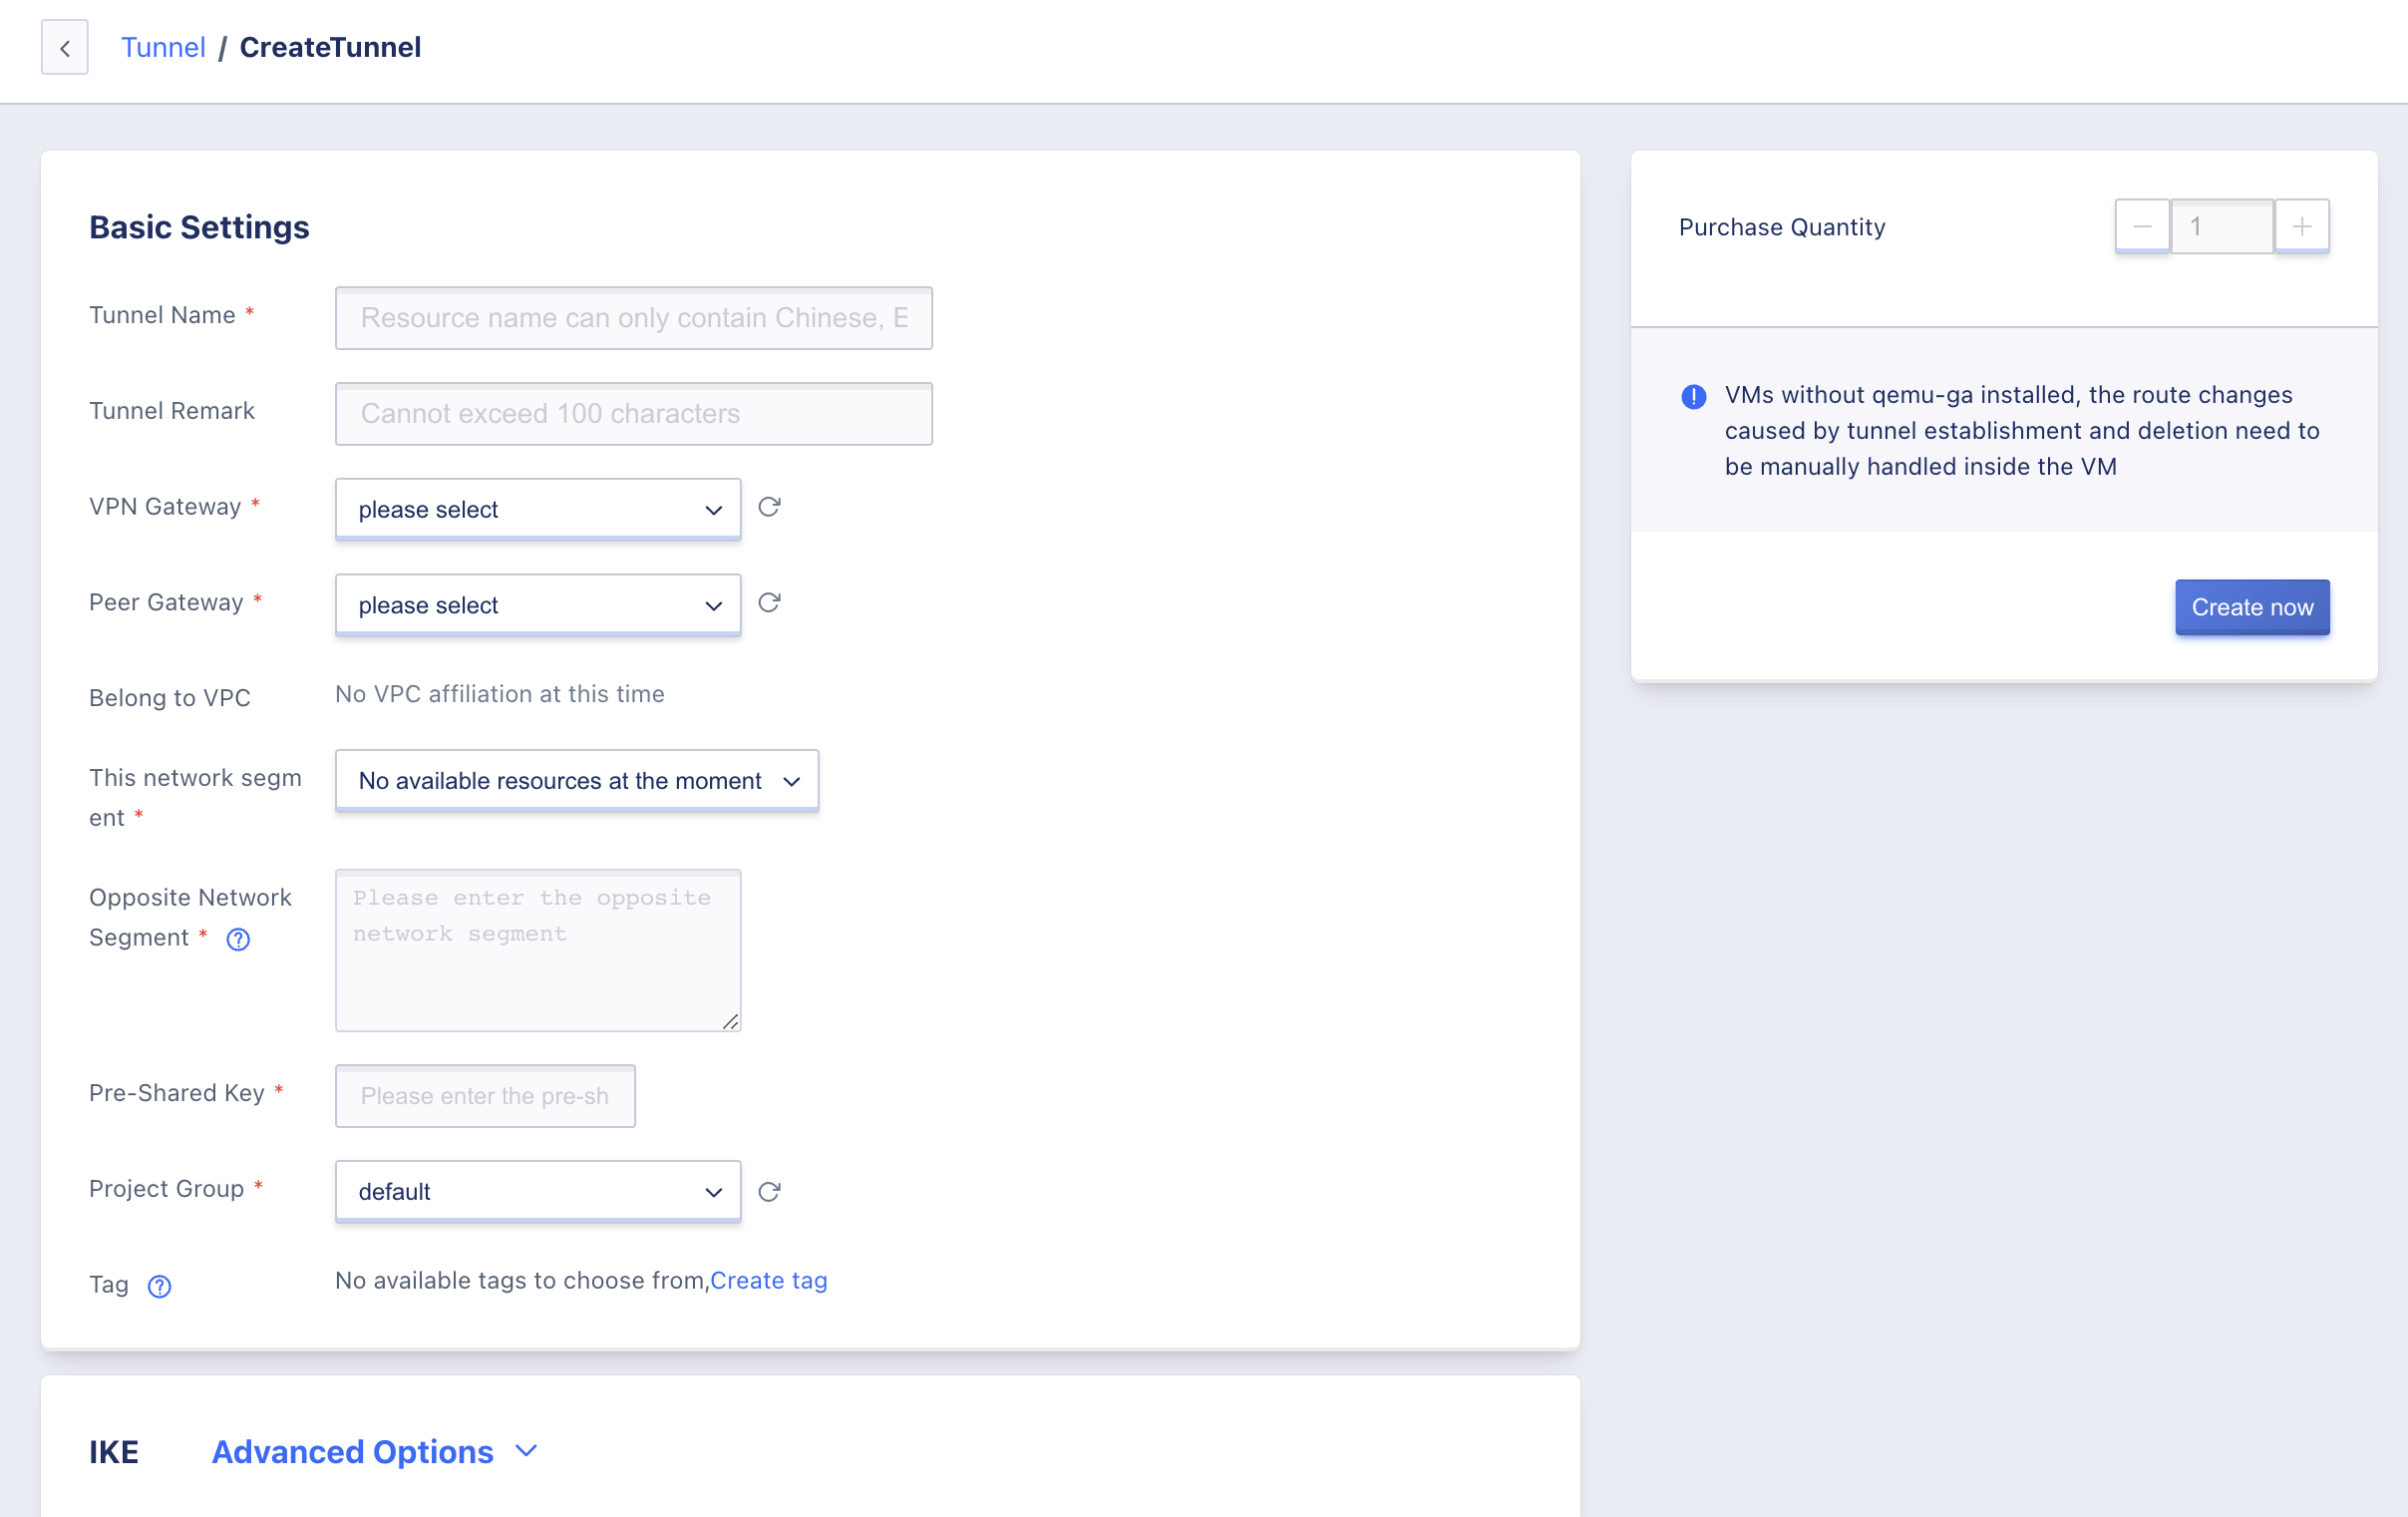 Tunnel / CreateTunnel
Basic Settings
Tunnel Name *
Resource name can only contain Chinese, E
Tunnel Remark
Cannot exceed 100 characters
VPN Gateway *
please select
Peer Gateway *
please select
Belong to VPC
No VPC affiliation at this time
This network segm
ent *
No available resources at the moment
Opposite Network
Segment *
Please enter the opposite
network segment
Pre-Shared Key *
Please enter the pre-sh
Project Group *
default
Tag
No available tags to choose from,Create tag
IKE
Advanced Options
Purchase Quantity
1
VMs without qemu-ga installed, the route changes
caused by tunnel establishment and deletion need to
be manually handled inside the VM
Create now